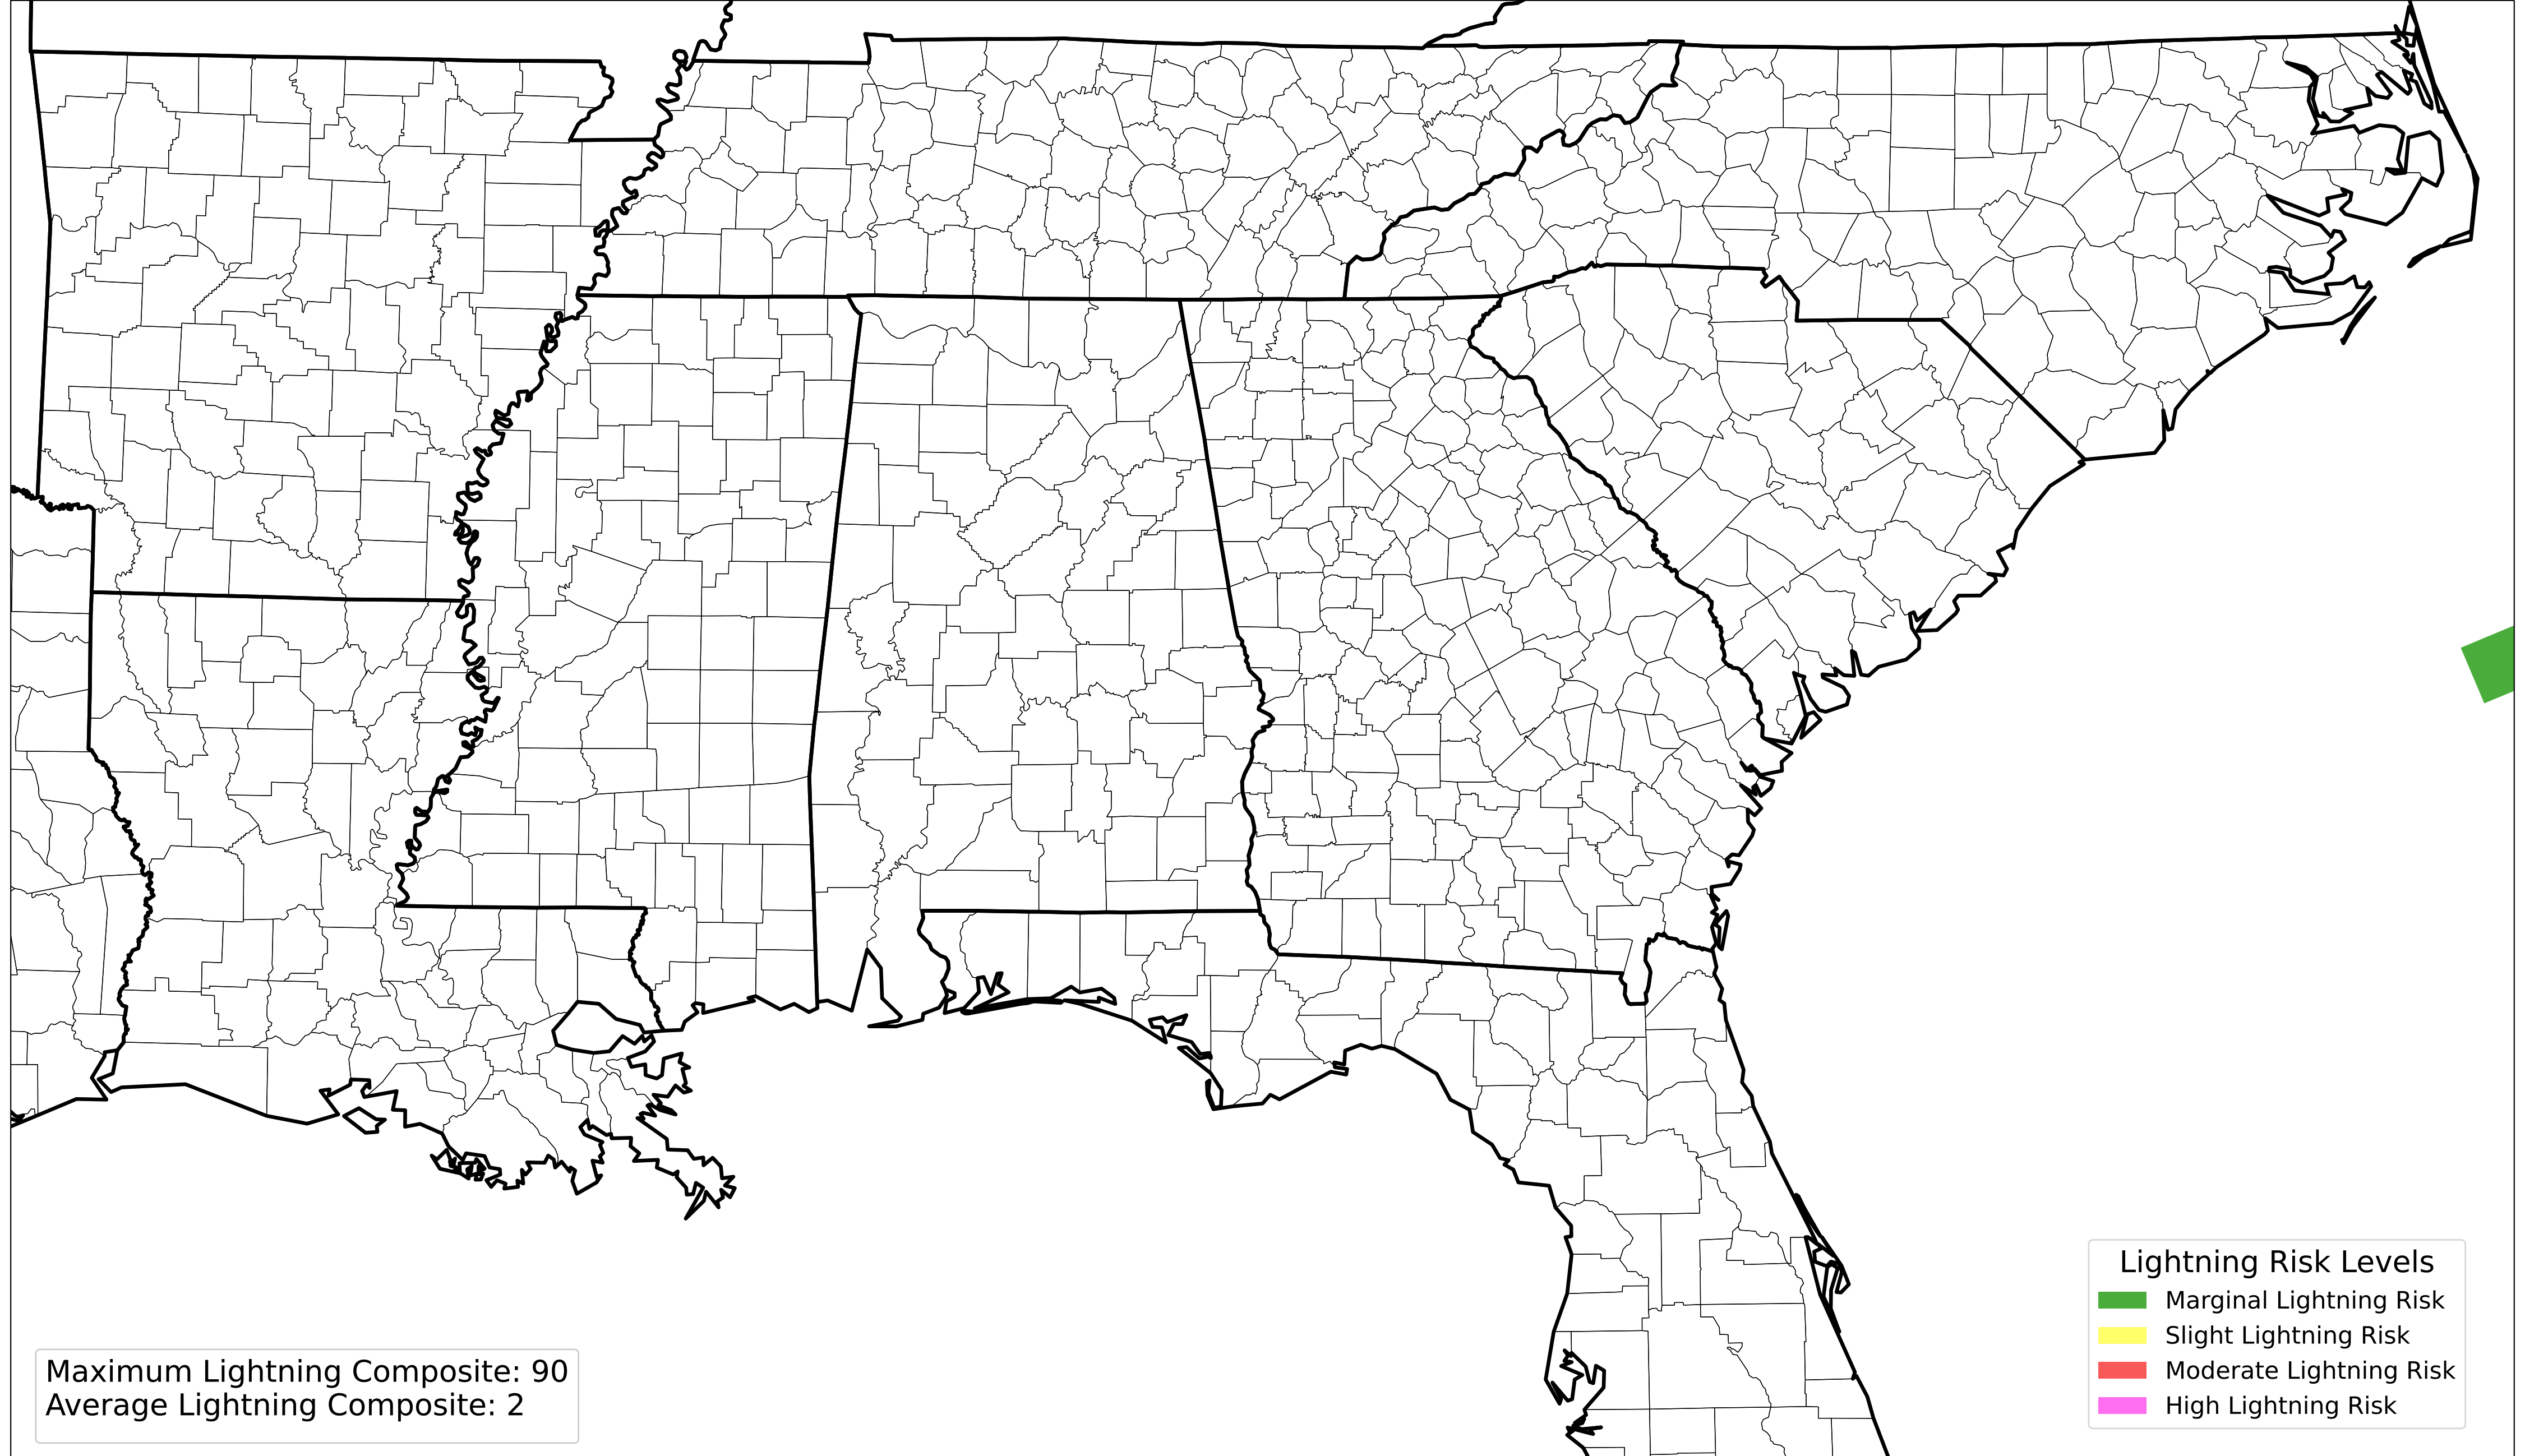 Maximum Lightning Composite: 90
Average Lightning Composite: 2
Lightning Risk Levels
Marginal Lightning Risk
Slight Lightning Risk
Moderate Lightning Risk
High Lightning Risk